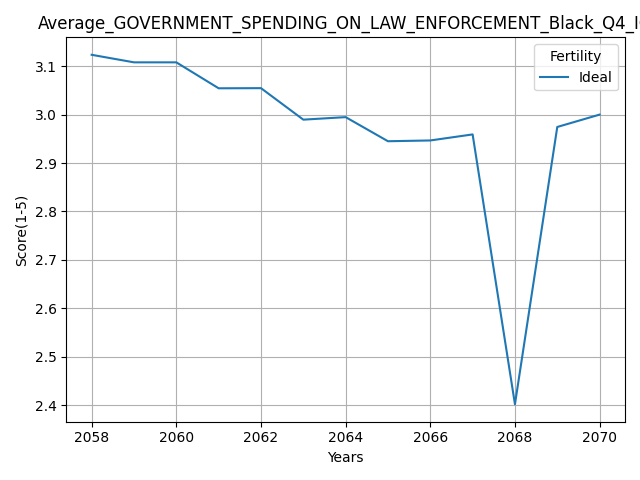 Average_GOVERNMENT_SPENDING_ON_LAW_ENFORCEMENT_Black_Q4_I
Fertility
Ideal
Score(1-5)
3.1
3.0
2.9
2.8
2.7
2.6
2.5
2.4
2058 2060 2062 2064 2066 2068 2070
Years